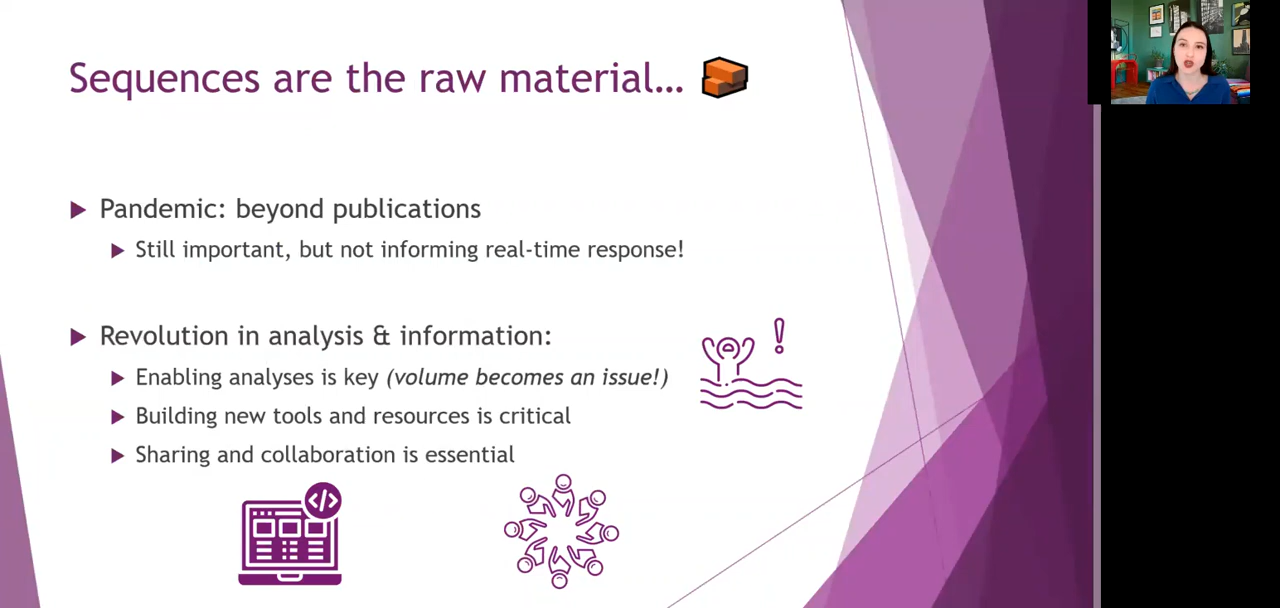 Sequences are the raw material...
Pandemic: beyond publications
Still important, but not informing real-time response!
Revolution in analysis & information:
Enabling analyses is key (volume becomes an issue!)
Building new tools and resources is critical
Sharing and collaboration is essential